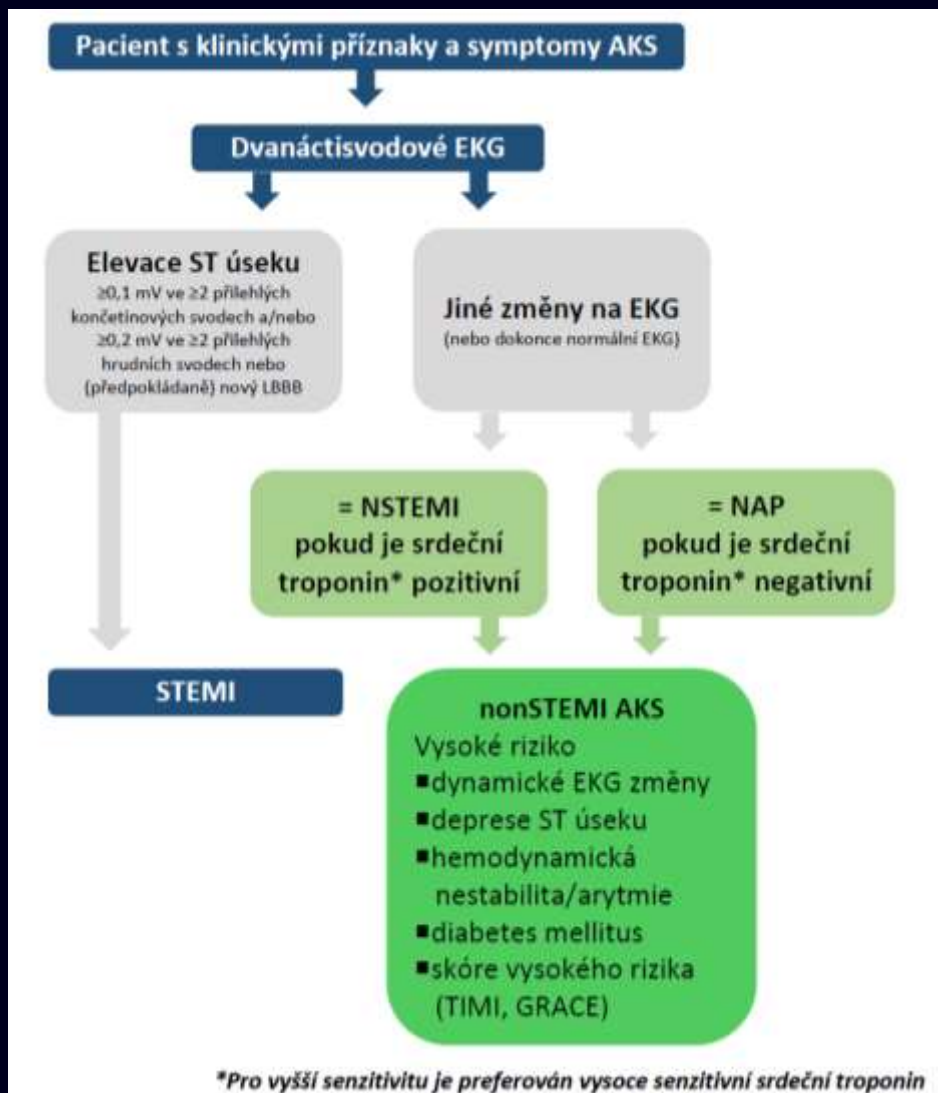 Pacient s klinickými příznaky a symptomy AKS
Dvanáctisvodové EKG
Elevace ST úseku
≥0,1 mV ve ≥2 přilehlých
končetinových svodech a/nebo
≥0,2 mV ve ≥2 přilehlých
hrudních svodech nebo
(předpokládaně) nový LBBB
Jiné změny na EKG
(nebo dokonce normální EKG)
= NSTEMI
pokud je srdeční
troponin* pozitivní
= NAP
pokud je srdeční
troponin* negativní
STEMI
nonSTEMI AKS
Vysoké riziko
▪dynamické EKG změny
▪deprese ST úseku
▪hemodynamická
nestabilita/arytmie
▪diabetes mellitus
▪skóre vysokého rizika
(TIMI, GRACE)
*Pro vyšší senzitivitu je preferován vysoce senzitivní srdeční troponin